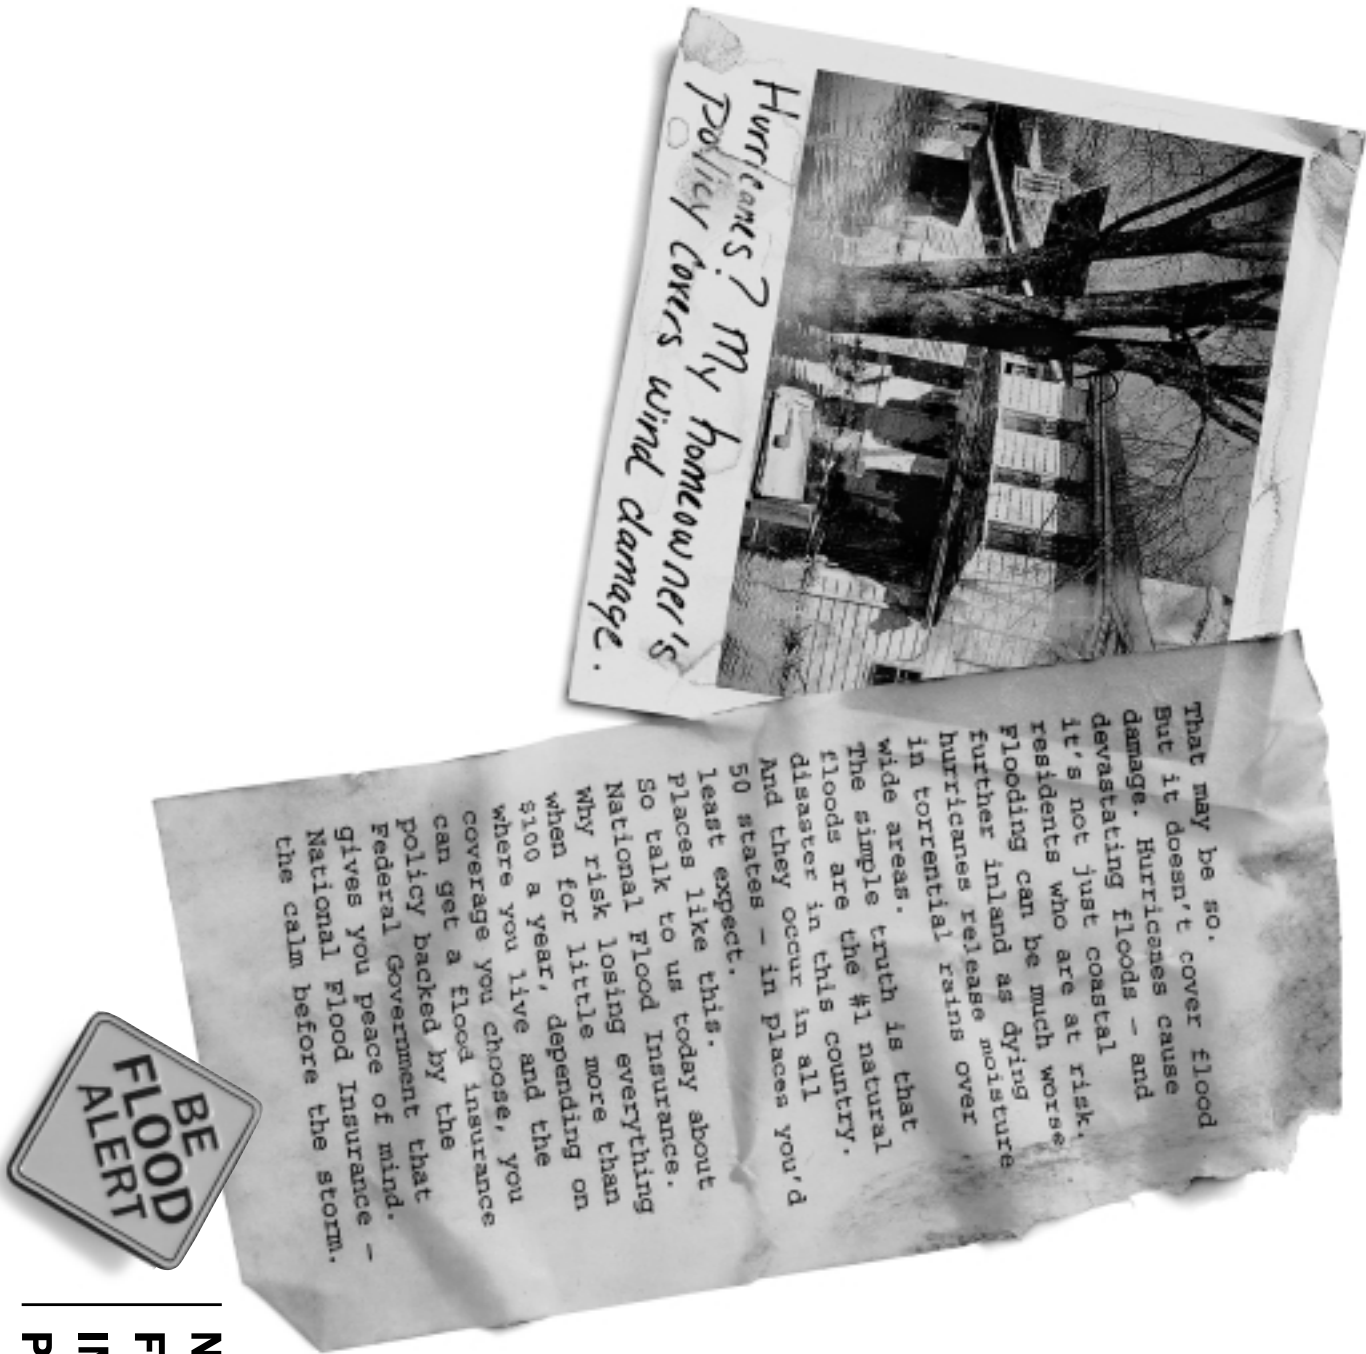 Hurricanes? My homeowner's
policy covers wind damage.
That may be so.
But it doesn't cover flood
damage. Hurricanes cause
devastating floods – and
it's not just coastal
residents who are at risk.
Flooding can be much worse
further inland as dying
hurricanes release moisture
in torrential rains over
wide areas.
The simple truth is that
floods are the #1 natural
disaster in this country.
And they occur in all
50 states – in places you'd
least expect.
Places like this.
So talk to us today about
National Flood Insurance.
Why risk losing everything
when for little more than
$100 a year, depending on
where you live and the
coverage you choose, you
can get a flood insurance
policy backed by the
Federal Government that
gives you peace of mind.
National Flood Insurance –
the calm before the storm.
BE
FLOOD
ALERT
N
F
IN
P